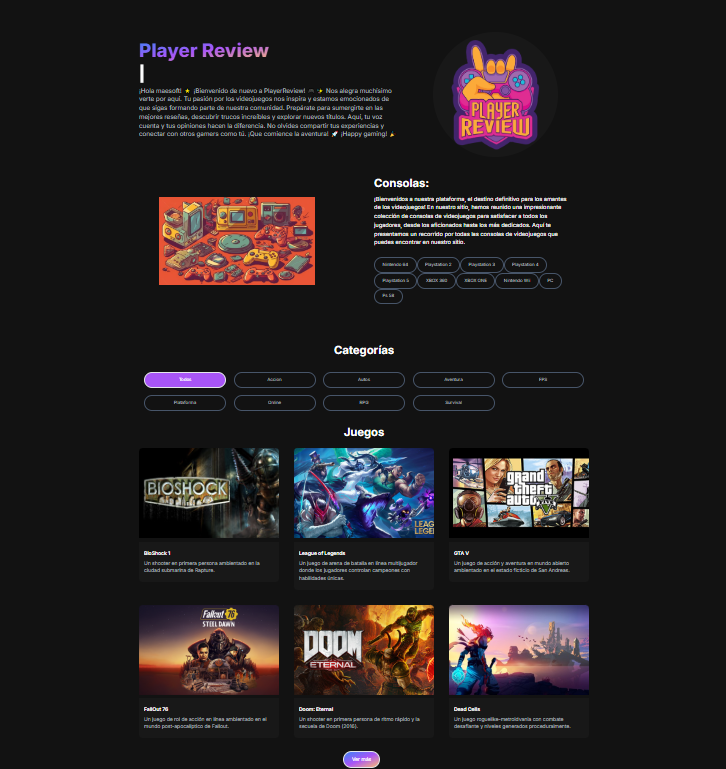 Player Review
¡Hola maesoft! ⭐ ¡Bienvenido de nuevo a PlayerReview! 🎮 ✨ Nos alegra muchísimo
verte por aquí. Tu pasión por los videojuegos nos inspira y estamos emocionados de
que sigas formando parte de nuestra comunidad. Prepárate para sumergirte en las
mejores reseñas, descubrir trucos increíbles y explorar nuevos títulos. Aquí, tu voz
cuenta y tus opiniones hacen la diferencia. No olvides compartir tus experiencias y
conectar con otros gamers como tú. ¡Que comience la aventura! 🚀 ¡Happy gaming! 🎉
PLAYER
REVIEW
Consolas:
¡Bienvenidos a nuestra plataforma, el destino definitivo para los amantes
de los videojuegos! En nuestro sitio, hemos reunido una impresionante
colección de consolas de videojuegos para satisfacer a todos los
jugadores, desde los aficionados hasta los más dedicados. Aquí te
presentamos un recorrido por todas las consolas de videojuegos que
puedes encontrar en nuestro sitio.
Nintendo 64 Playstation 2 Playstation 3 Playstation 4
Playstation 5 XBOX 360 XBOX ONE Nintendo Wii PC
Categorías
Todos Accion Autos Aventura FPS
Plataforma Online RPG Survival
Juegos
BIOSHOCK
LEAG
LEGE
grand
theft
auto V
BioShock 1
Un shooter en primera persona ambientado en la
ciudad submarina de Rapture.
League of Legends
Un juego de arena de batalla en línea multijugador
donde los jugadores controlan campeones con
habilidades únicas.
GTA V
Un juego de acción y aventura en mundo abierto
ambientado en el estado ficticio de San Andreas.
Fallout 76
STEEL DAWN
DOOM
ETERNAL
FallOut 76
Un juego de rol de acción en línea ambientado en el
mundo post-apocalíptico de Fallout.
Doom: Eternal
Un shooter en primera persona de ritmo rápido y la
secuela de Doom (2016).
Dead Cells
Un juego roguelike-metroidvania con combate
desafiante y niveles generados proceduralmente.
Ver más